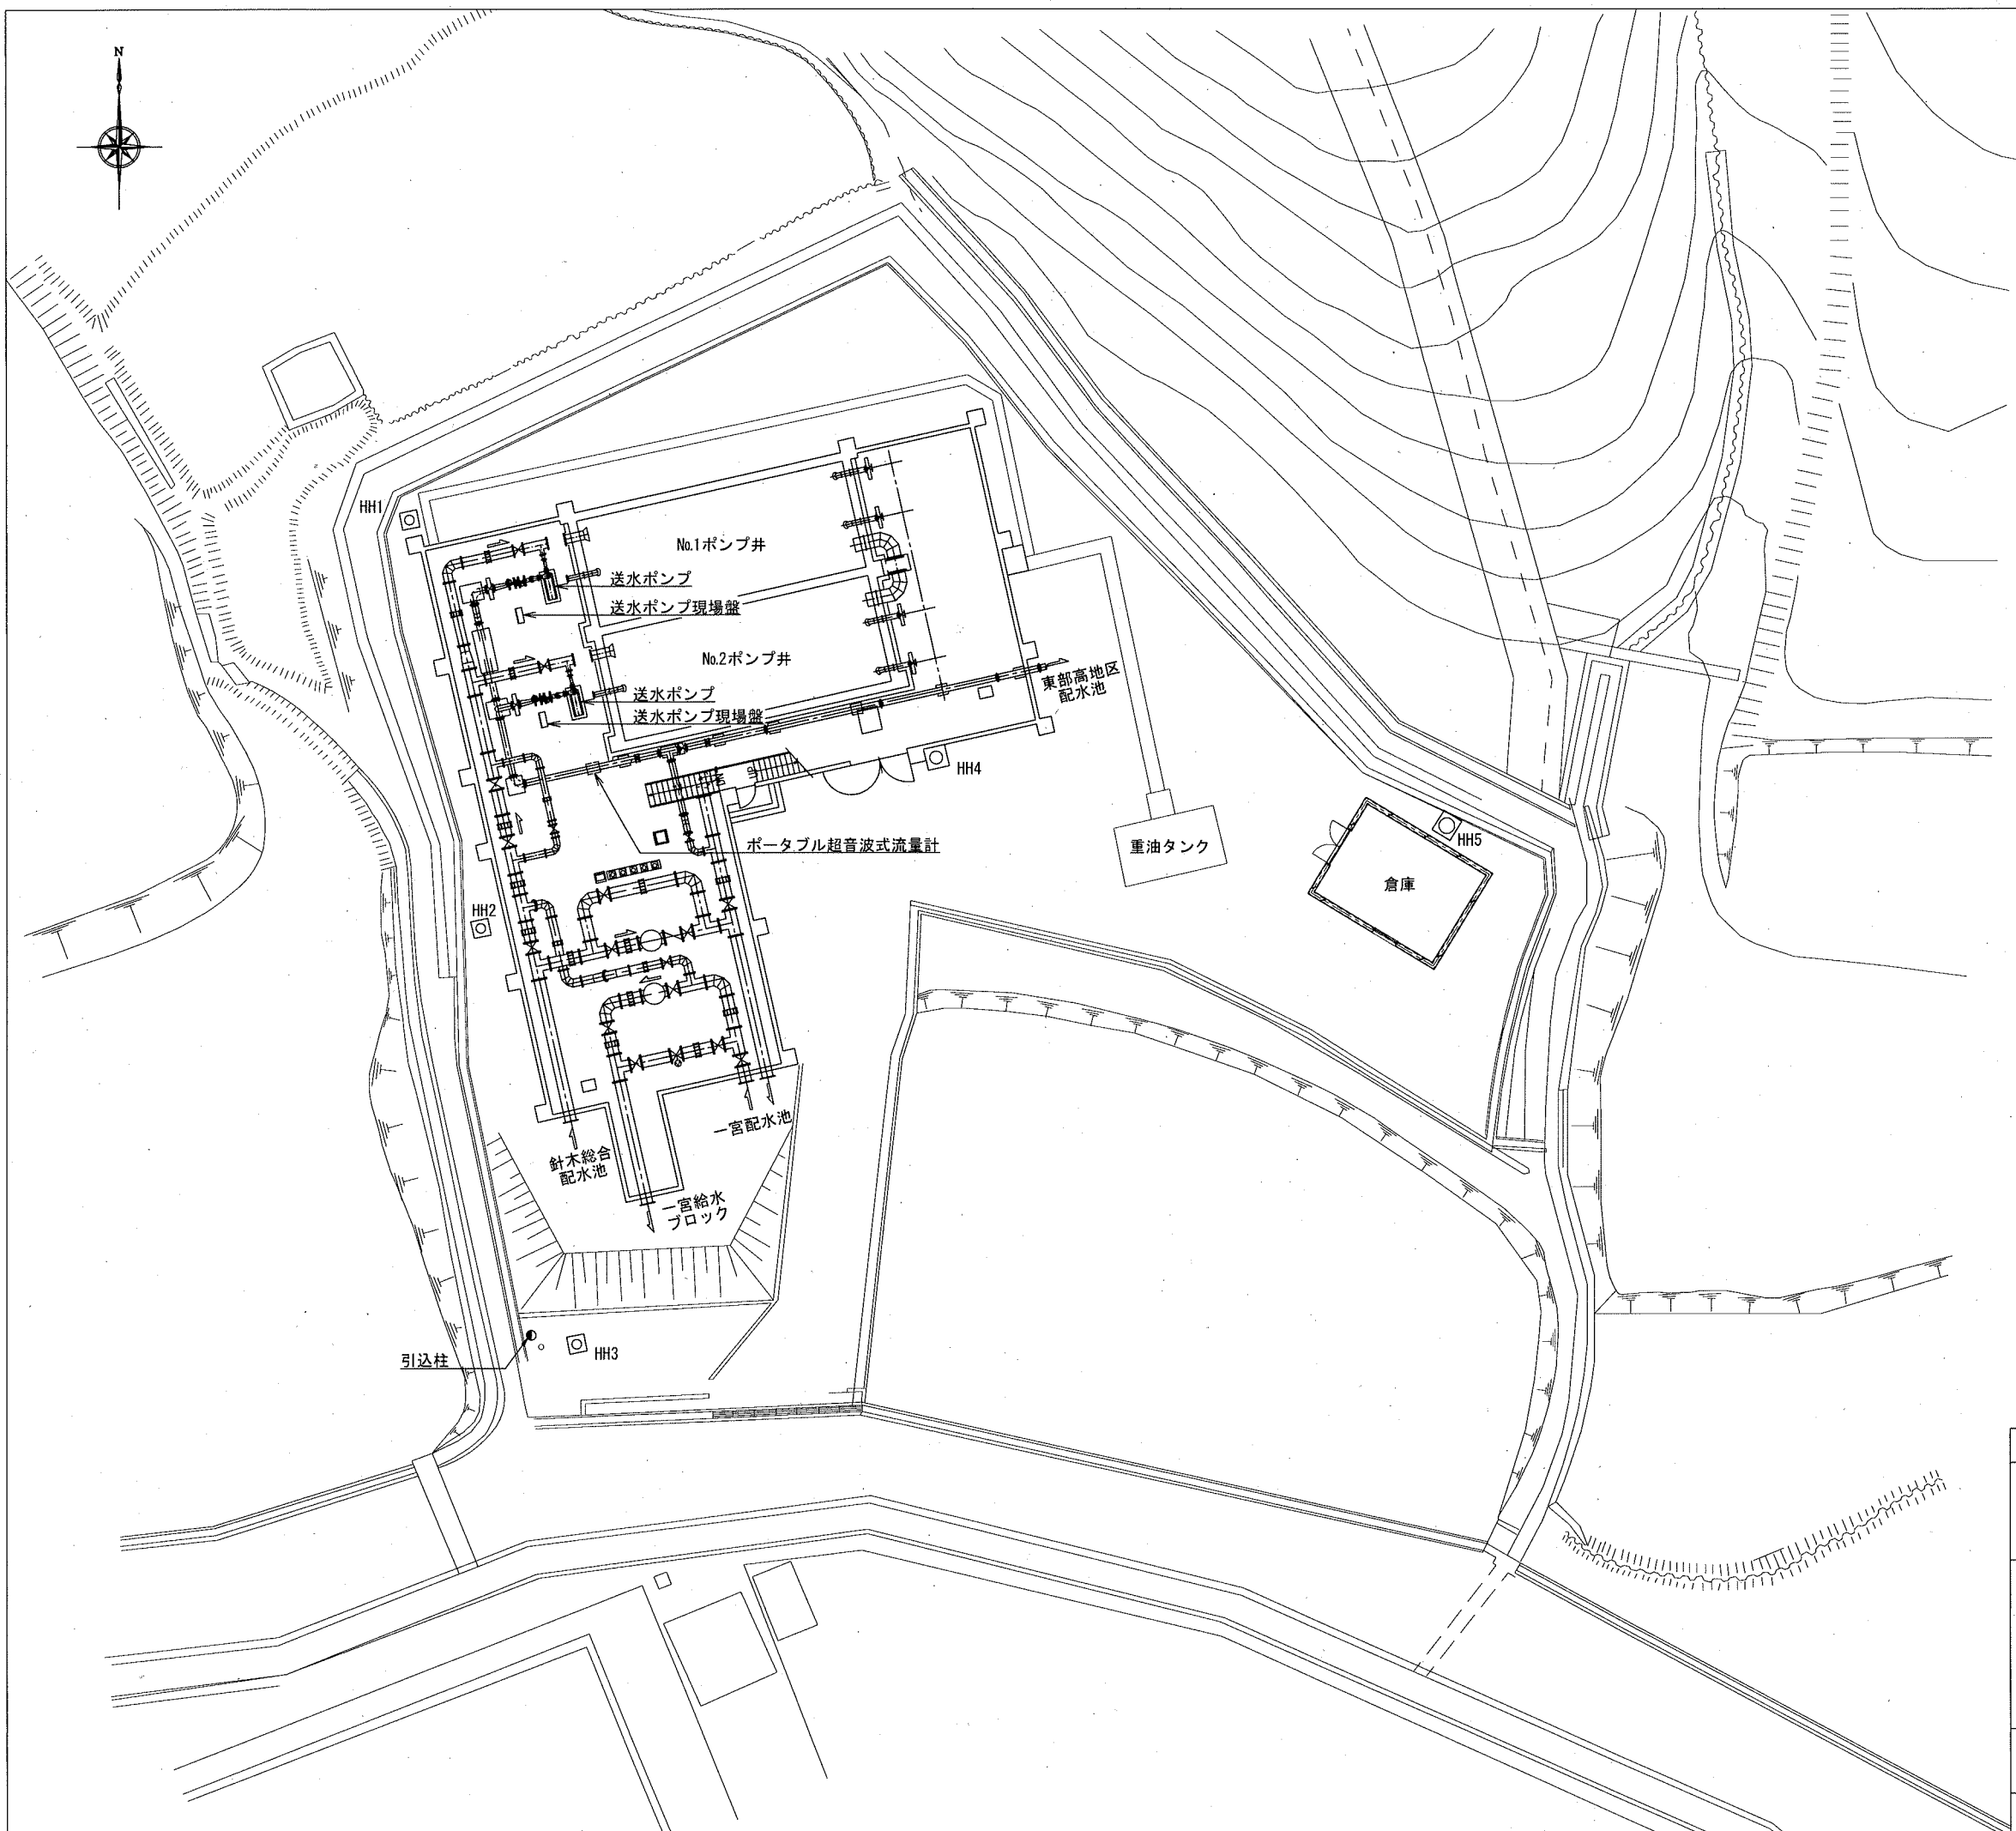 N
HH1
No.1ポンプ井
送水ポンプ
送水ポンプ現場盤
No.2ポンプ井
東部高地区
配水池
送水ポンプ
送水ポンプ現場盤
HH4
HH5
ポータブル超音波式流量計
重油タンク
倉庫
HH2
一宮配水池
針木総合
配水池
一宮給水
ブロック
引込柱
HH3